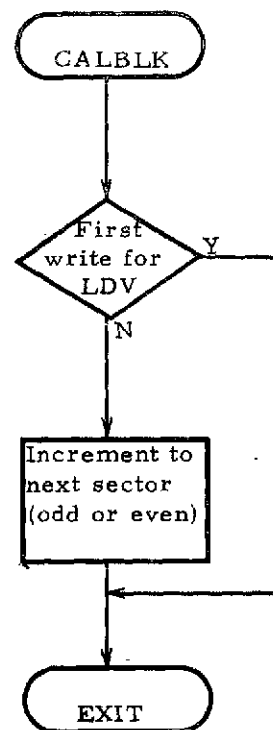 CALBLK
First
write for
LDV
Y
N
Increment to
next sector
(odd or even)
EXIT